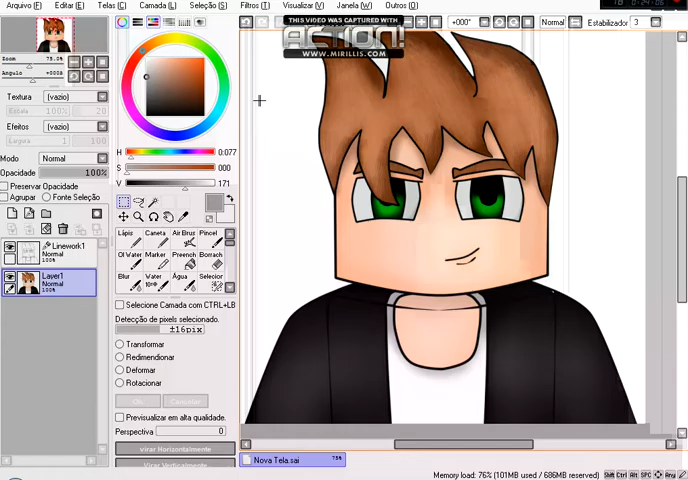 Arquivo (F) Editar (E) Telas (C) Camada (L) Seleção (S) Filtros (T) Visualizar (V) Janela (W) Outros (O)
THIS VIDEO WAS CAPTURED WITH
ACTION!
WWW.MIRILLIS.COM
+000° Normal Estabilizador 3
Zoom 75.0%
Angulo +000°
Textura (vazio)
Escala 100% 20
Efeitos (vazio)
Largura 1 100
Modo Normal
Opacidade 100%
Preservar Opacidade
Agrupar Fonte Seleção
Linework1
Normal
Layer1
Normal
H 0:077
S 000
V 171
Lápis Caneta Air Brus Pincel
Ol Water Marker Preench Borrach
Blur Water Água Selecior
Selecione Camada com CTRL+LB
Detecção de pixels selecionado.
±16pix
Transformar
Redimendionar
Deformar
Rotacionar
Ok Cancelar
Previsualizar em alta qualidade.
Perspectiva 0
Virar Horizontalmente
Virar Verticalmente
Nova Tela.sai 75%
Memory load: 76% (101MB used / 686MB reserved) Shft Ctrl Alt SPC Any